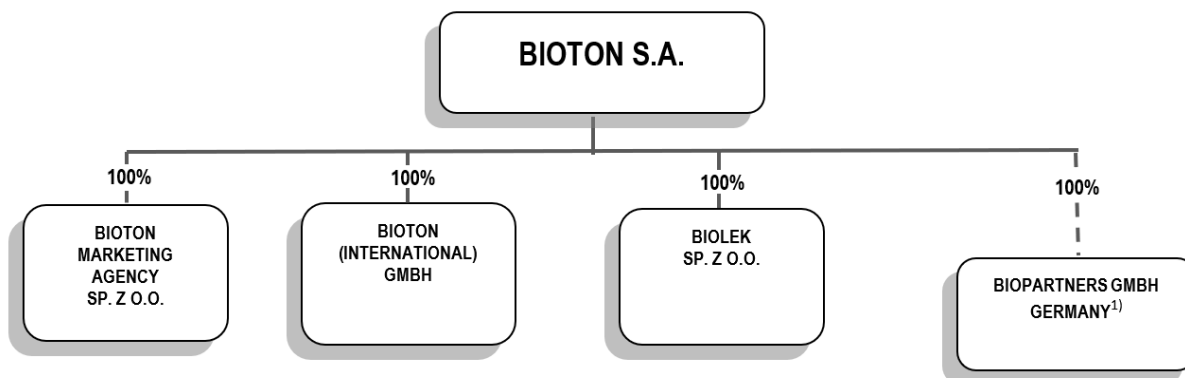 BIOTON S.A.
100%
100%
100%
100%
BIOTON
MARKETING
AGENCY
SP. Z O.O.
BIOTON
(INTERNATIONAL)
GMBH
BIOLEK
SP. Z O.O.
BIOPARTNERS GMBH
GERMANY1)